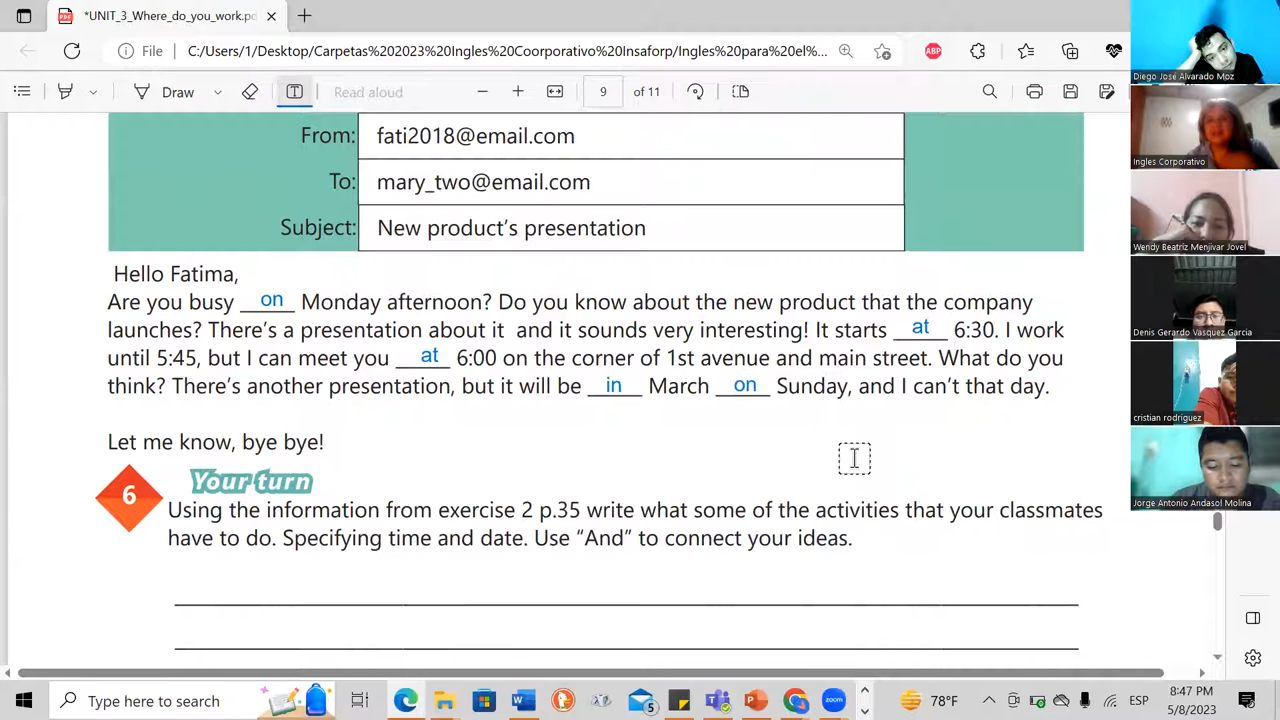 *UNIT_3_Where_do_you_work.pd
File
C:/Users/1/Desktop/Carpetas%202023%20Ingles%20Coorporativo%20Insaforp/Ingles%20para%20el%...
ABP
Draw
Read aloud
9 of 11
From: fati2018@email.com
To: mary_two@email.com
Subject: New product’s presentation
Hello Fatima,
Are you busy on Monday afternoon? Do you know about the new product that the company
launches? There’s a presentation about it and it sounds very interesting! It starts at 6:30. I work
until 5:45, but I can meet you at 6:00 on the corner of 1st avenue and main street. What do you
think? There’s another presentation, but it will be in March on Sunday, and I can’t that day.
Let me know, bye bye!
6
Your turn
Using the information from exercise 2 p.35 write what some of the activities that your classmates
have to do. Specifying time and date. Use “And” to connect your ideas.
Diego José Alvarado Moz
Ingles Corporativo
Wendy Beatríz Menjivar Jovel
Denis Gerardo Vasquez Garcia
cristian rodriguez
Jorge Antonio Andasol Molina
Type here to search
5
zoom
78°F
ESP
8:47 PM
5/8/2023